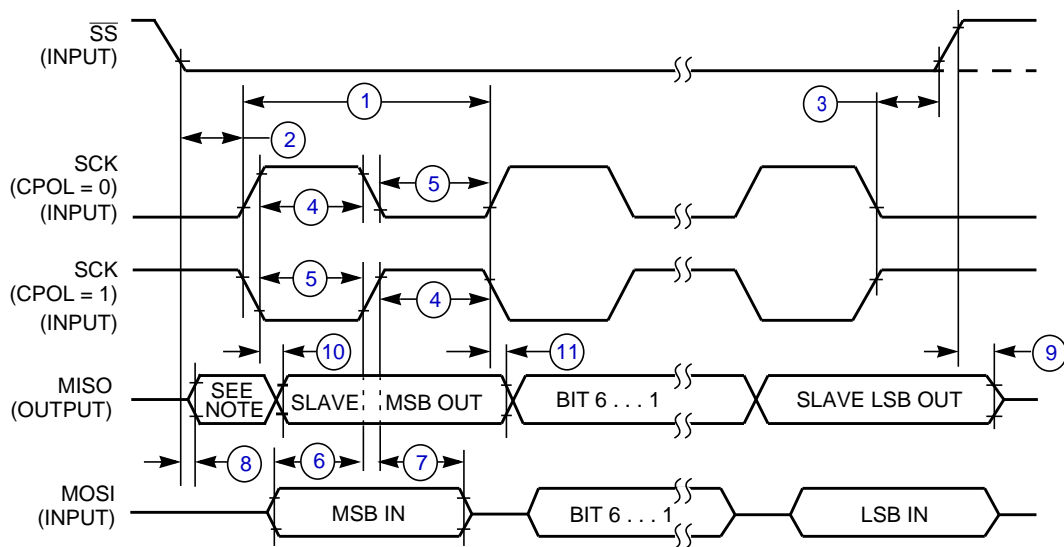 SS
(INPUT)
1
3
2
SCK
(CPOL = 0)
(INPUT)
5
4
SCK
(CPOL = 1)
(INPUT)
5
4
10
11
9
MISO
(OUTPUT)
SEE
NOTE
SLAVE
MSB OUT
BIT 6 . . . 1
SLAVE LSB OUT
8
6
7
MOSI
(INPUT)
MSB IN
BIT 6 . . . 1
LSB IN